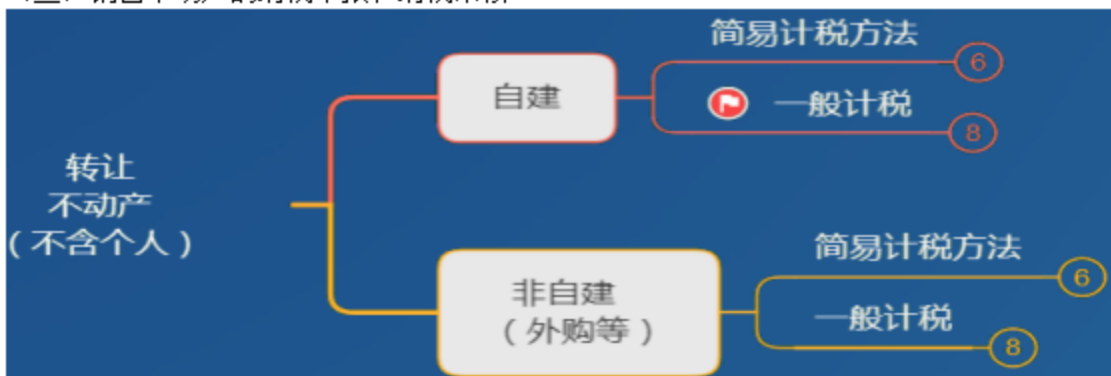 转让
不动产
（不含个人）
自建
简易计税方法
6
一般计税
8
非自建
（外购等）
简易计税方法
6
一般计税
8